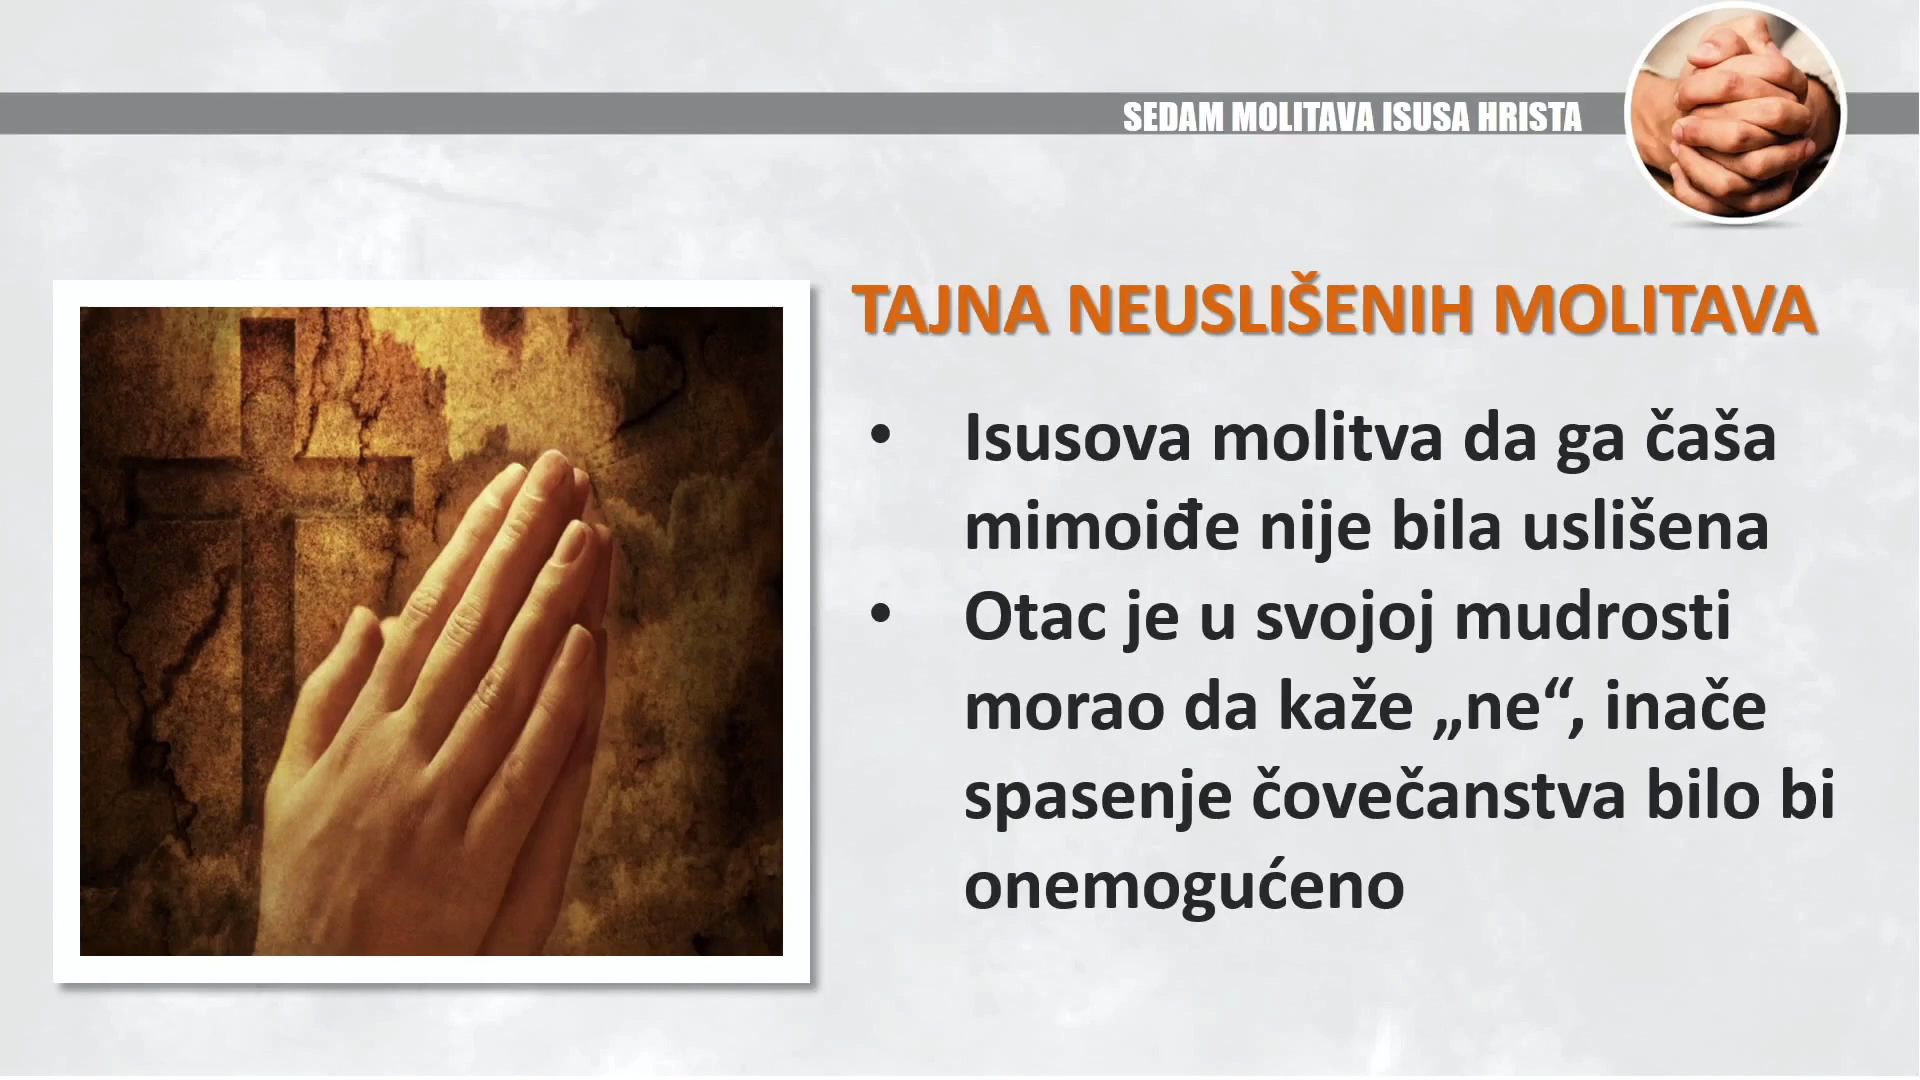 SEDAM MOLITAVA ISUSA HRISTA
TAJNA NEUSLIŠENIH MOLITAVA
• Isusova molitva da ga čaša
mimoiđe nije bila uslišena
• Otac je u svojoj mudrosti
morao da kaže „ne“, inače
spasenje čovečanstva bilo bi
onemogućeno